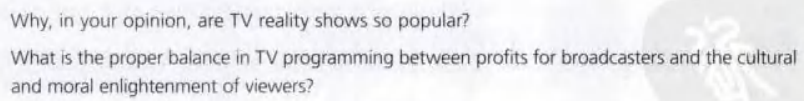 Why, in your opinion, are TV reality shows so popular?
What is the proper balance in TV programming between profits for broadcasters and the cultural
and moral enlightenment of viewers?